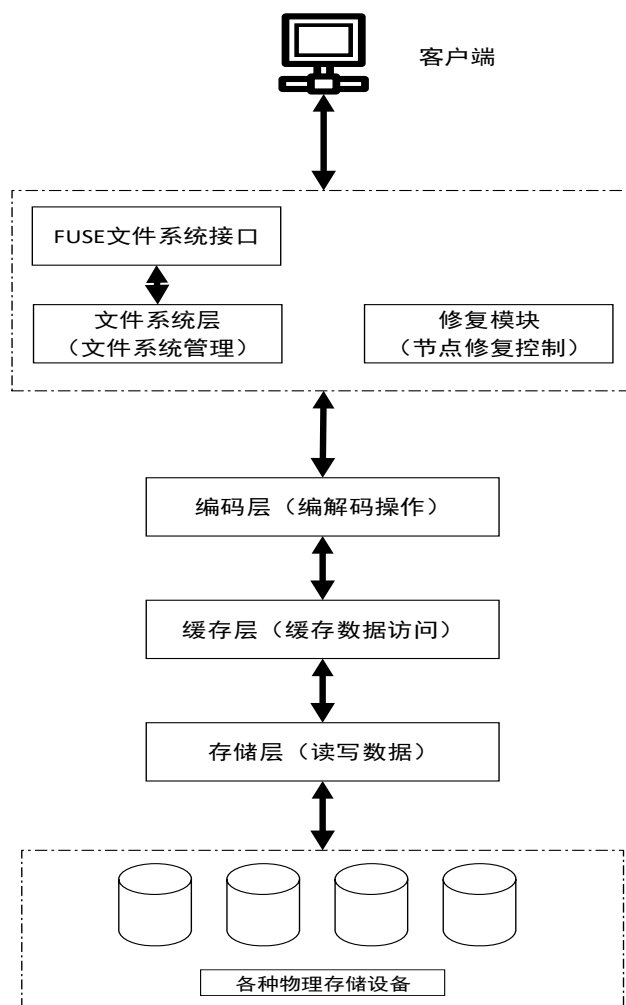 客户端
FUSE文件系统接口
文件系统层
（文件系统管理）
修复模块
（节点修复控制）
编码层（编解码操作）
缓存层（缓存数据访问）
存储层（读写数据）
各种物理存储设备